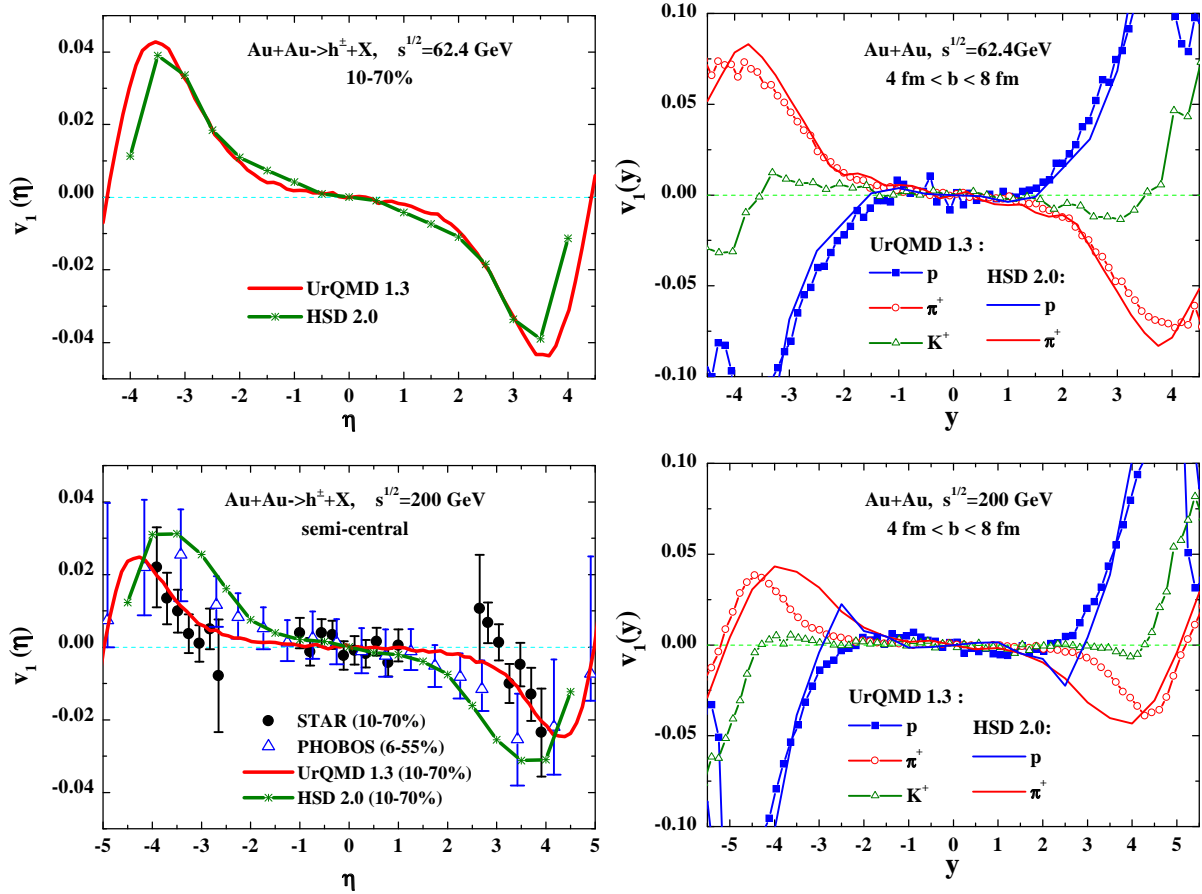 Au+Au->h±+X, s1/2=62.4 GeV
10-70%
UrQMD 1.3
HSD 2.0
v1 (η)
0.04
0.02
0.00
-0.02
-0.04
-4 -3 -2 -1 0 1 2 3 4
η
Au+Au, s1/2=62.4GeV
4 fm < b < 8 fm
UrQMD 1.3 :
p
π+
K+
HSD 2.0:
p
π+
v1(y)
0.10
0.05
0.00
-0.05
-0.10
-4 -3 -2 -1 0 1 2 3 4
y
Au+Au->h±+X, s1/2=200 GeV
semi-central
STAR (10-70%)
PHOBOS (6-55%)
UrQMD 1.3 (10-70%)
HSD 2.0 (10-70%)
v1 (η)
0.04
0.02
0.00
-0.02
-0.04
-5 -4 -3 -2 -1 0 1 2 3 4 5
η
Au+Au, s1/2=200 GeV
4 fm < b < 8 fm
UrQMD 1.3 :
p
π+
K+
HSD 2.0:
p
π+
v1(y)
0.10
0.05
0.00
-0.05
-0.10
-5 -4 -3 -2 -1 0 1 2 3 4 5
y